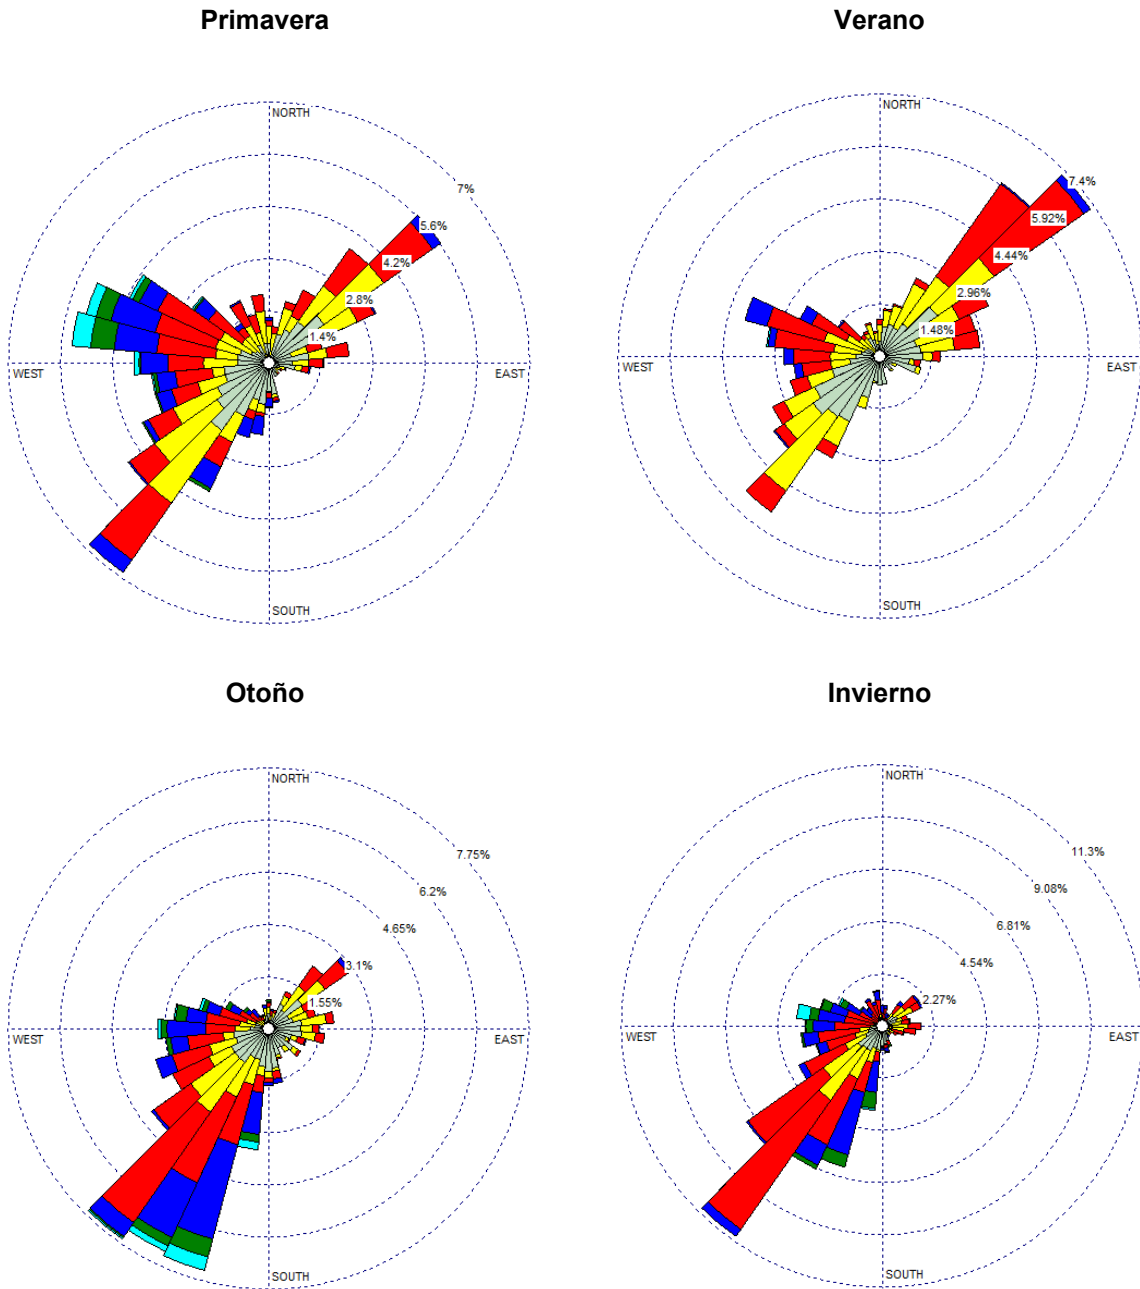 Primavera
NORTH
7%
5.6%
4.2%
2.8%
1.4%
WEST
EAST
SOUTH
Verano
NORTH
7.4%
5.92%
4.44%
2.96%
1.48%
WEST
EAST
SOUTH
Otoño
NORTH
7.75%
6.2%
4.65%
3.1%
1.55%
WEST
EAST
SOUTH
Invierno
NORTH
11.3%
9.08%
6.81%
4.54%
2.27%
WEST
EAST
SOUTH